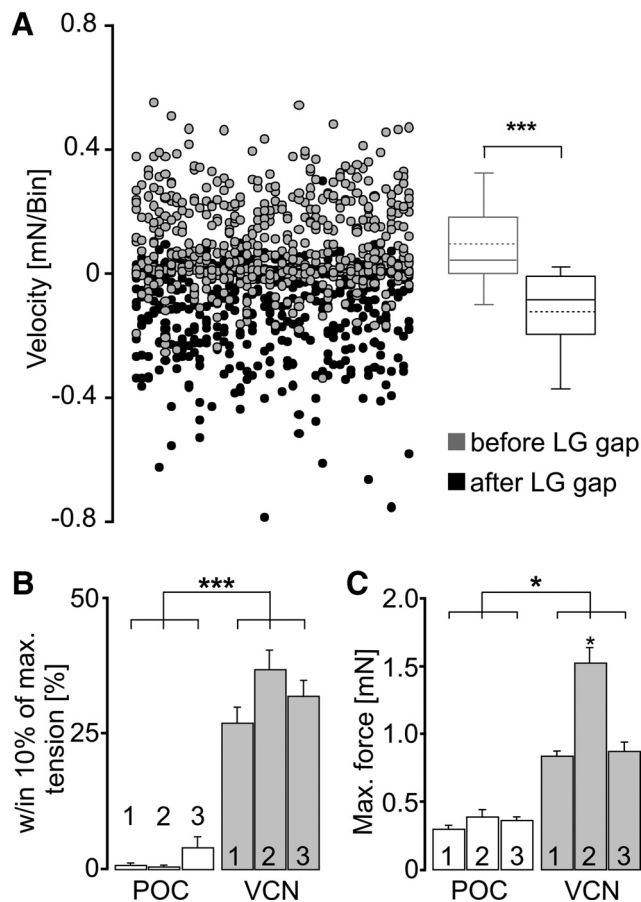 A
Velocity [mN/Bin]
0.8
0.4
0
-0.4
-0.8
***
before LG gap
after LG gap
B
w/in 10% of max.
tension [%]
50
25
0
***
1 2 3
1 2 3
POC VCN
C
Max. force [mN]
2.0
1.5
1.0
0.5
0
*
*
1 2 3
1 2 3
POC VCN